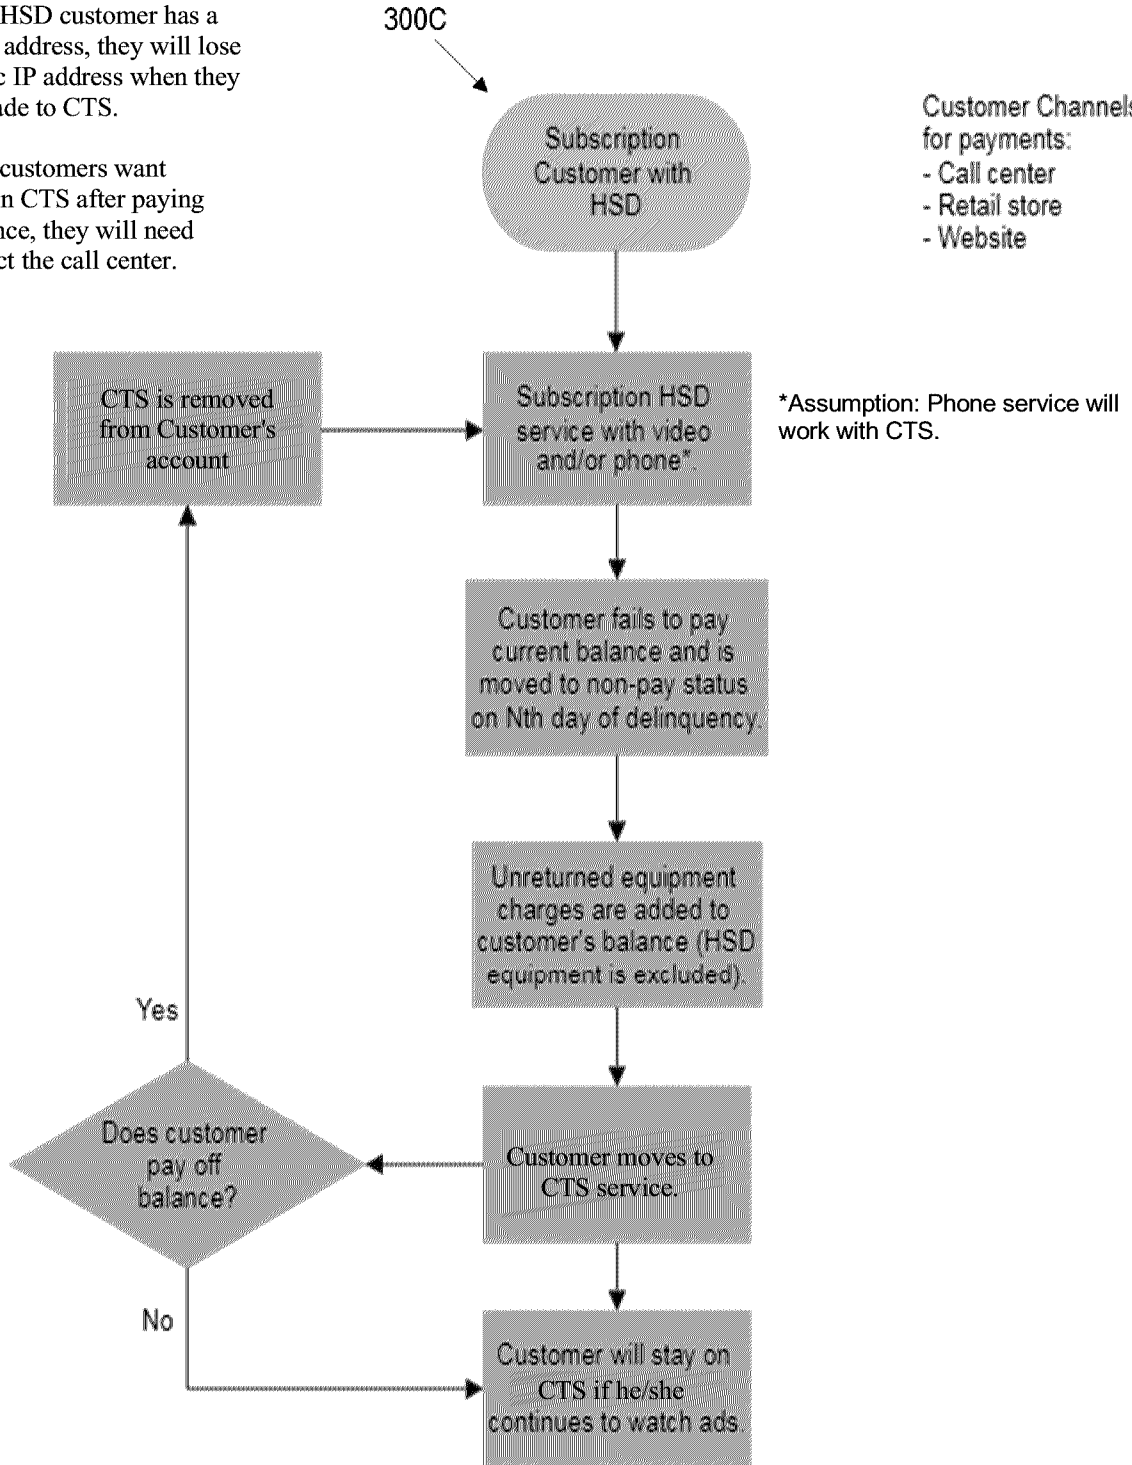 HSD customer has a
address, they will lose
IP address when they
to CTS.
customers want
CTS after paying
they will need
the call center.
300C
Customer Channels
for payments:
- Call center
- Retail store
- Website
Subscription
Customer with
HSD
CTS is removed
from Customer's
account
Subscription HSD
service with video
and/or phone*.
*Assumption: Phone service will
work with CTS.
Customer fails to pay
current balance and is
moved to non-pay status
on Nth day of delinquency.
Unreturned equipment
charges are added to
customer's balance (HSD
equipment is excluded).
Yes
Does customer
pay off
balance?
Customer moves to
CTS service.
No
Customer will stay on
CTS if he/she
continues to watch ads.